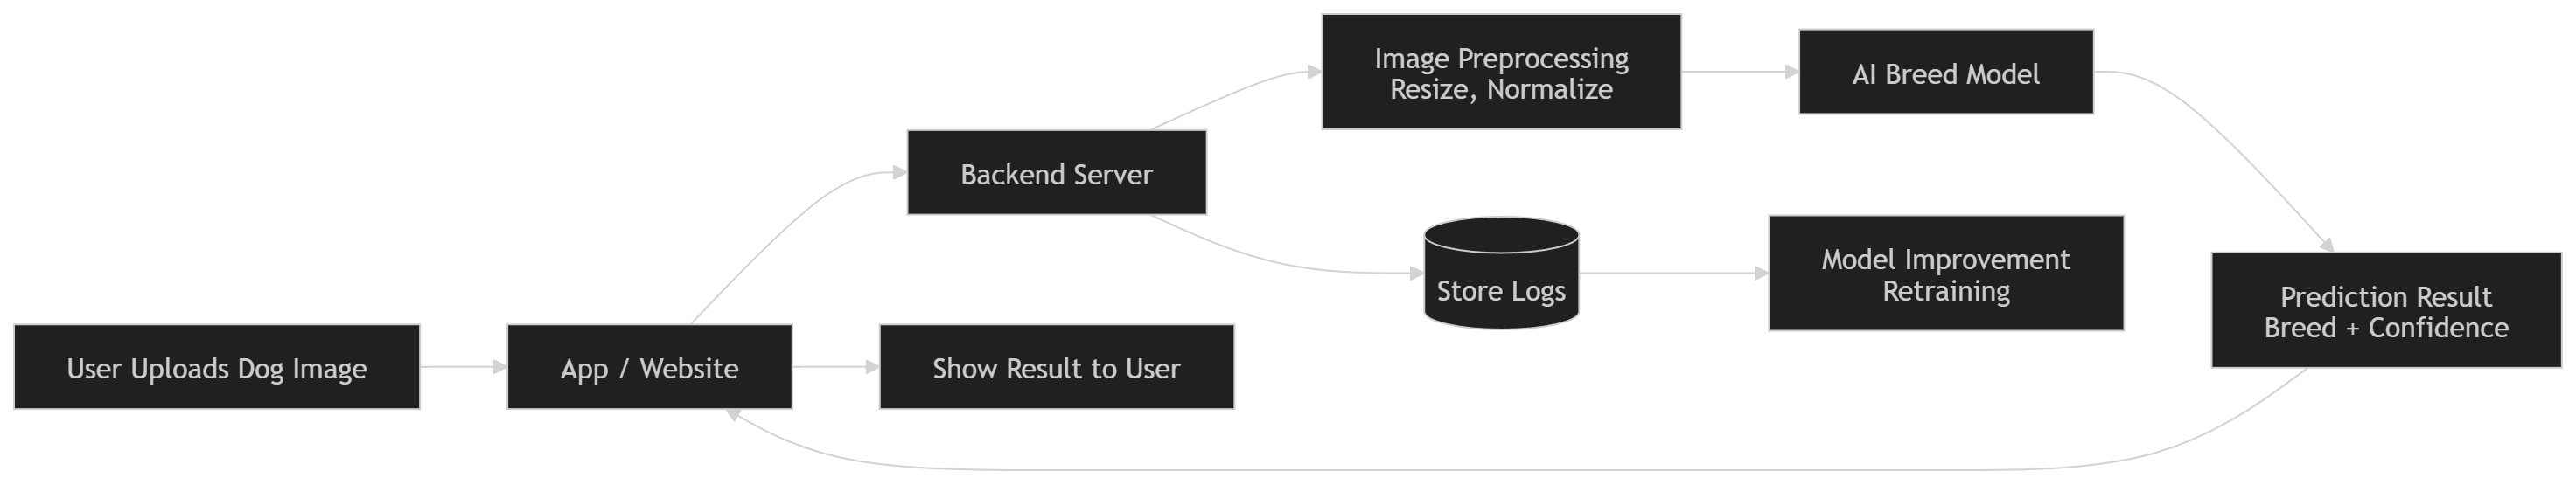 User Uploads Dog Image
App / Website
Backend Server
Show Result to User
Image Preprocessing
Resize, Normalize
Store Logs
AI Breed Model
Model Improvement
Retraining
Prediction Result
Breed + Confidence